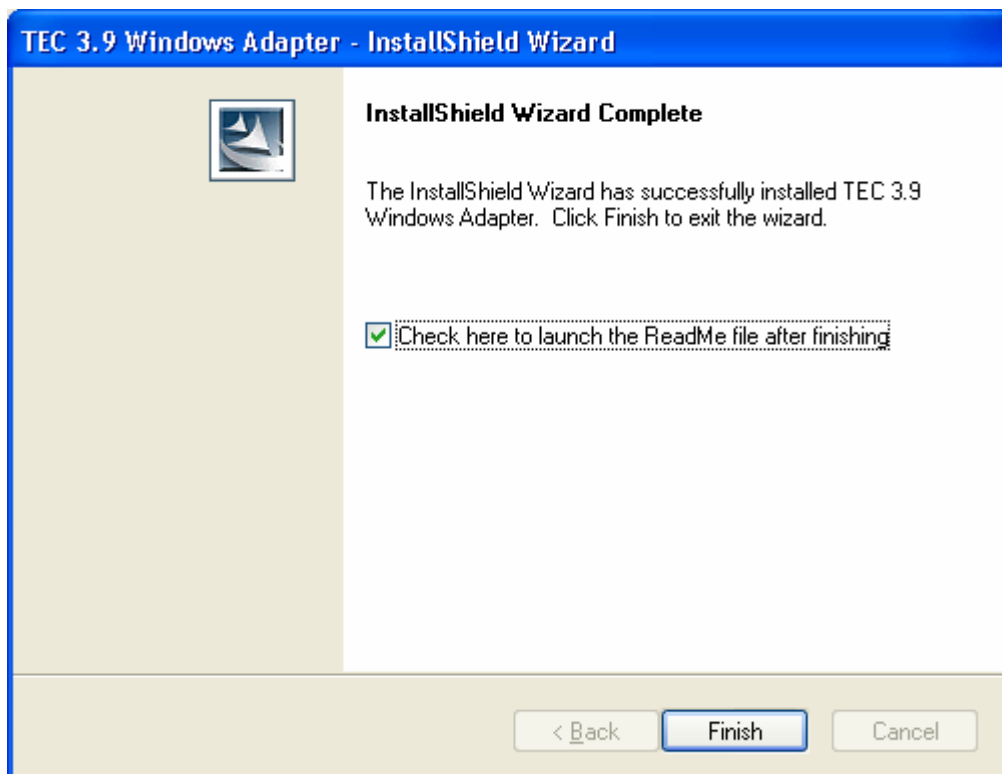 TEC 3.9 Windows Adapter - InstallShield Wizard
InstallShield Wizard Complete
The InstallShield Wizard has successfully installed TEC 3.9
Windows Adapter.  Click Finish to exit the wizard.
Check here to launch the ReadMe file after finishing
< Back
Finish
Cancel